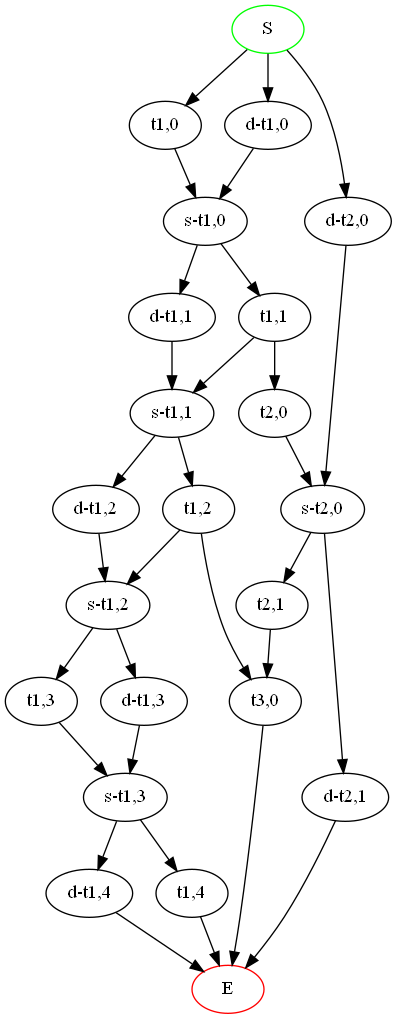 S
t1,0
d-t1,0
s-t1,0
d-t2,0
d-t1,1
t1,1
s-t1,1
t2,0
d-t1,2
t1,2
s-t2,0
s-t1,2
t2,1
t1,3
d-t1,3
t3,0
s-t1,3
d-t2,1
d-t1,4
t1,4
E